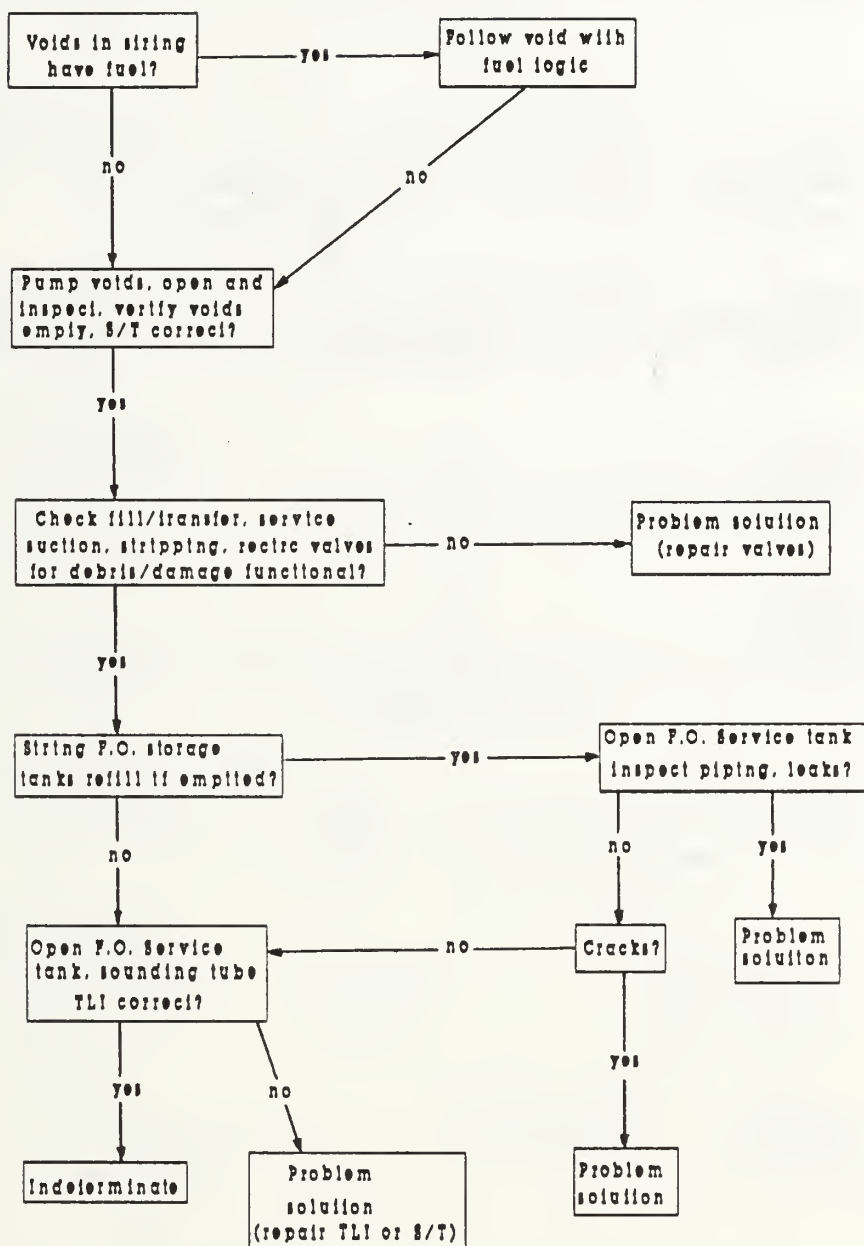 Voids in string
have fuel?
yes
Follow void with
fuel logic
no
no
Pump voids, open and
inspect, verify voids
empty, S/T correct?
yes
Check fill/transfer, service
suction, stripping, recirc valves
for debris/damage functional?
no
Problem solution
(repair valves)
yes
String F.O. storage
tanks refill if emptied?
yes
Open F.O. Service tank
inspect piping, leaks?
no
no
yes
Open F.O. Service
tank, sounding tube
TLI correct?
no
Cracks?
Problem
solution
yes
no
yes
Indeterminate
Problem
solution
(repair TLI or S/T)
Problem
solution